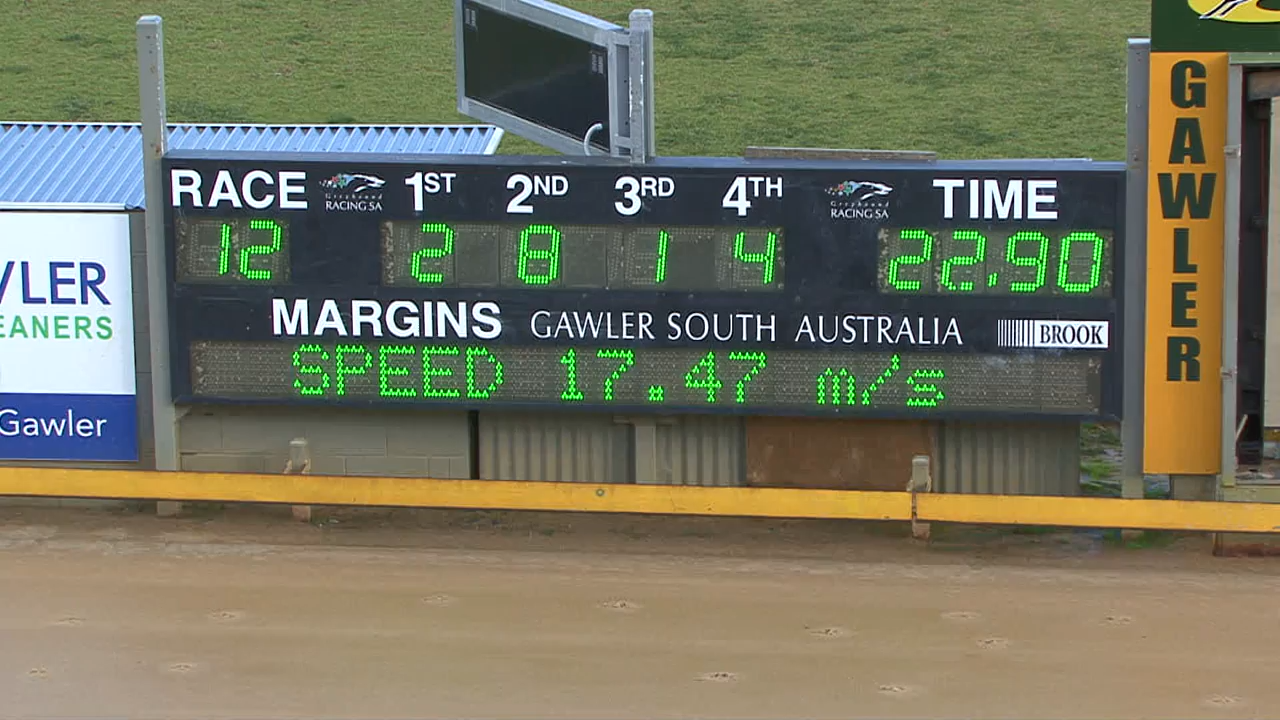 RACE Greyhound RACING SA 1ST 2ND 3RD 4TH Greyhound RACING SA TIME
12 2 8 1 4 22.90
MARGINS GAWLER SOUTH AUSTRALIA BROOK
SPEED 17.47 m/s
GAWLER
WLER
EANERS
Gawler